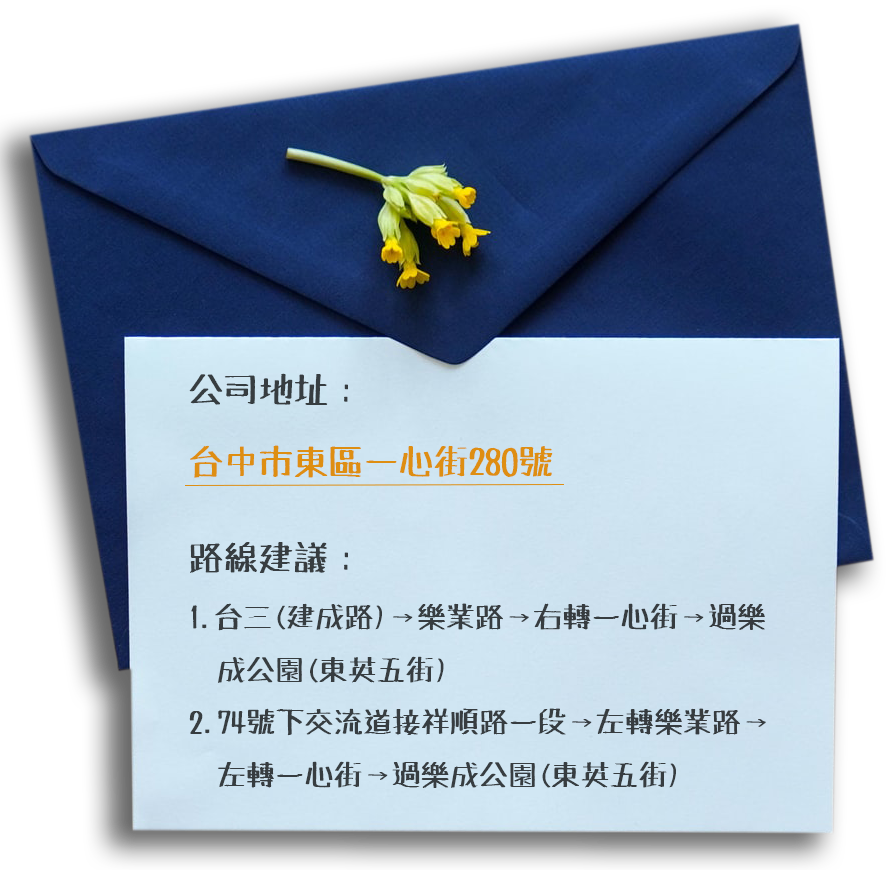 公司地址：
台中市東區一心街280號
路線建議：
1.台三(建成路)→樂業路→右轉一心街→過樂
成公園(東英五街)
2.74號下交流道接祥順路一段→左轉樂業路→
左轉一心街→過樂成公園(東英五街)